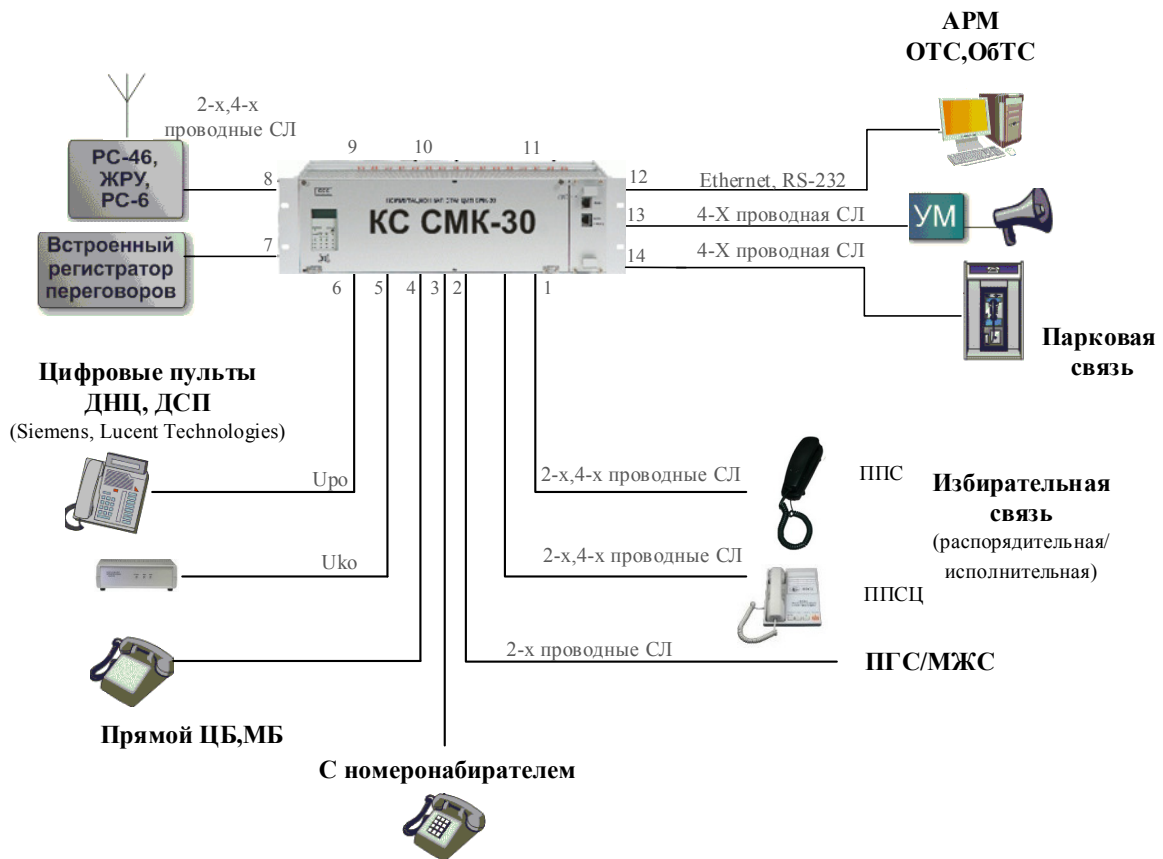 АРМ
ОТС,ОбТС
2-х,4-х
проводные СЛ
РС-46,
ЖРУ,
РС-6
Встроенный
регистратор
переговоров
9
10
11
8
7
12
13
14
КС СМК-30
Ethernet, RS-232
4-Х проводная СЛ
УМ
4-Х проводная СЛ
6
5
4
3
2
1
Парковая
связь
Цифровые пульты
ДНЦ, ДСП
(Siemens, Lucent Technologies)
Upo
Uko
2-х,4-х проводные СЛ
ППС
Избирательная
связь
(распорядительная/
исполнительная)
2-х,4-х проводные СЛ
ППСЦ
2-х проводные СЛ
ПГС/МЖС
Прямой ЦБ,МБ
С номеронабирателем